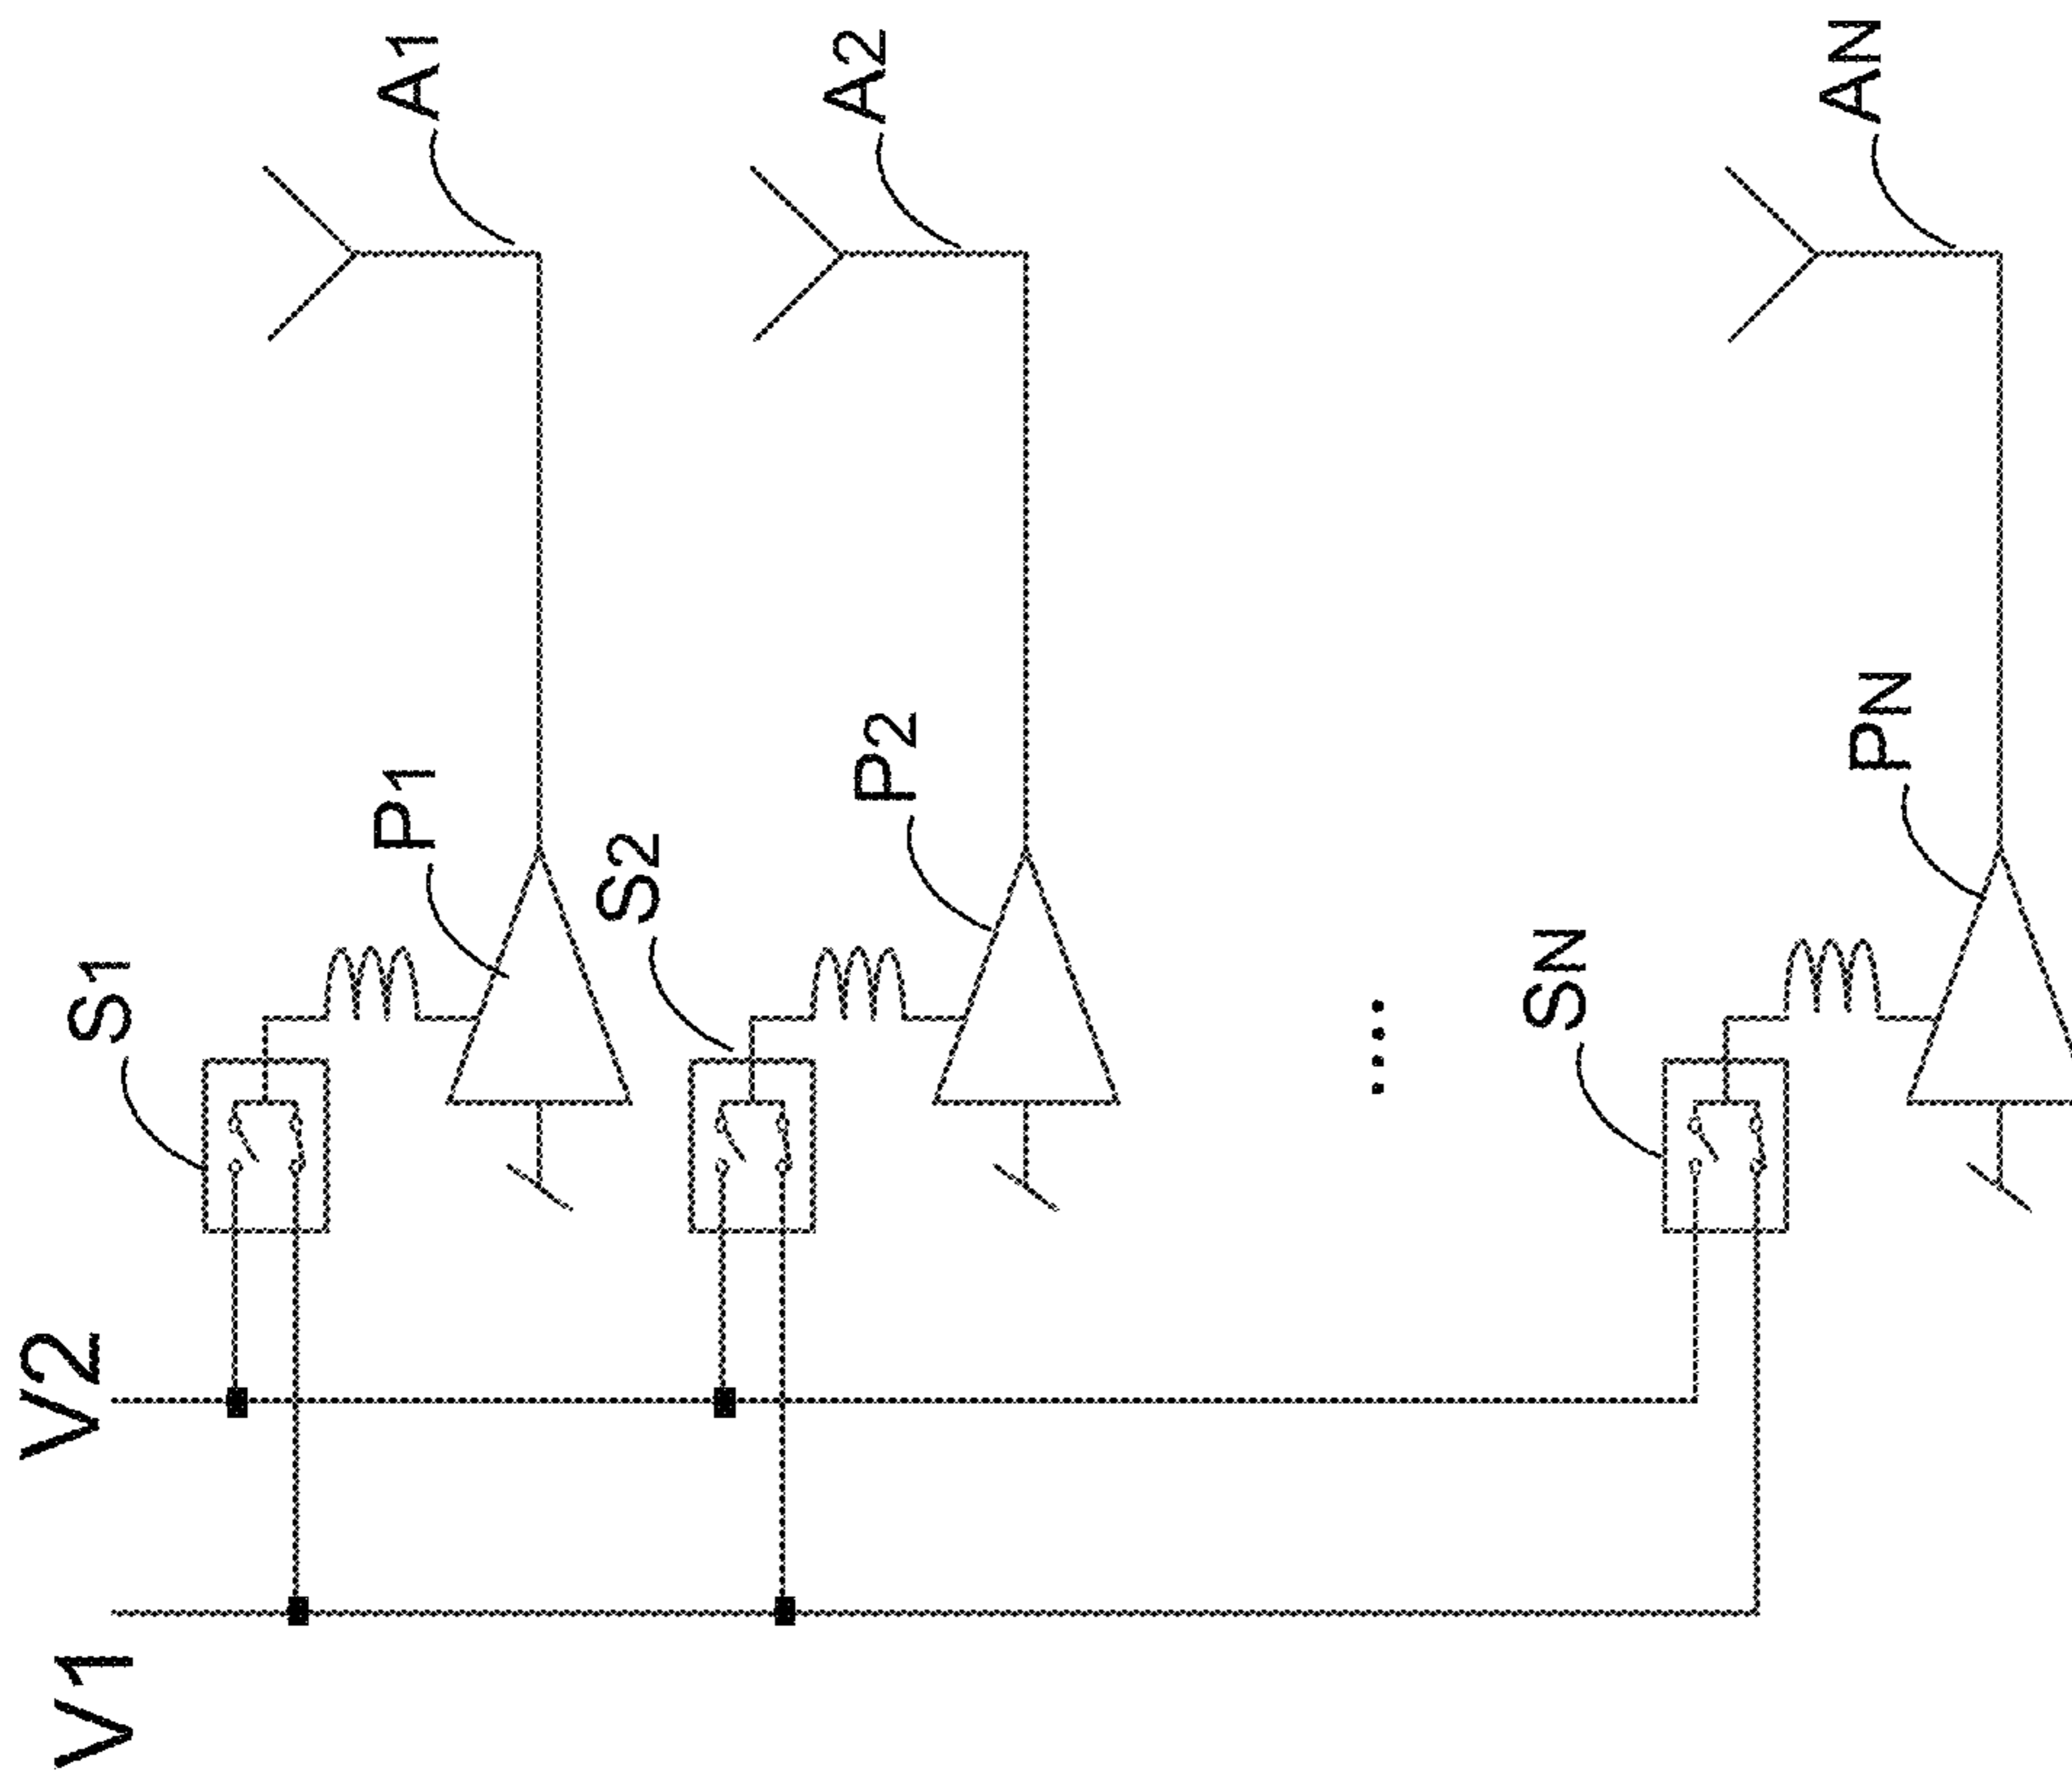 V1
V2
S1
P1
A1
S2
P2
A2
....
SN
PN
AN